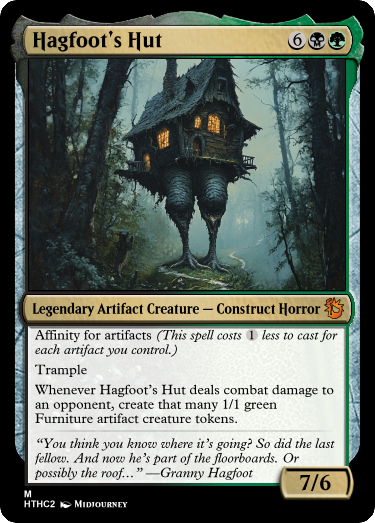 Hagfoot's Hut 6
Legendary Artifact Creature — Construct Horror
Affinity for artifacts (This spell costs 1 less to cast for
each artifact you control.)
Trample
Whenever Hagfoot's Hut deals combat damage to
an opponent, create that many 1/1 green
Furniture artifact creature tokens.
"You think you know where it's going? So did the last
fellow. And now he's part of the floorboards. Or
possibly the roof..." —Granny Hagfoot
7/6
M
HTHC2 Midjourney